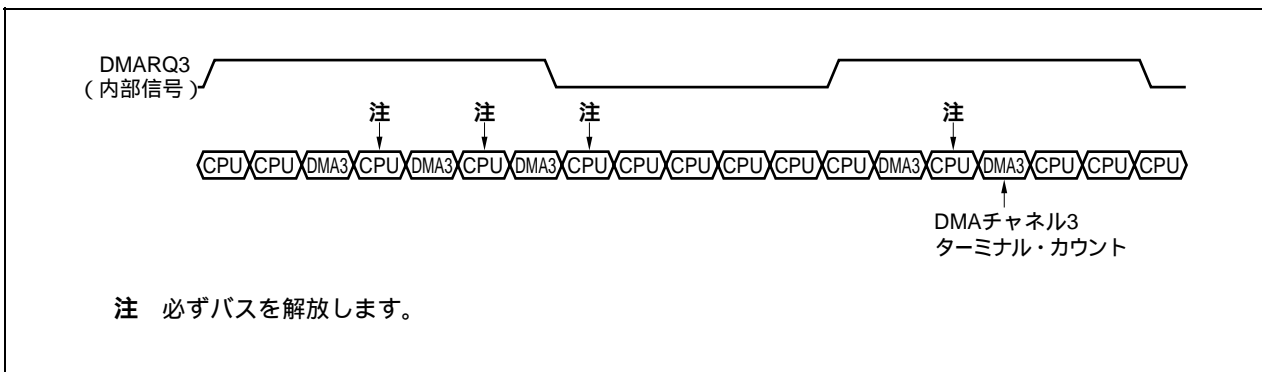 DMARQ3
（内部信号）
注 注 注 注
CPU CPU DMA3 CPU DMA3 CPU DMA3 CPU CPU CPU CPU CPU CPU DMA3 CPU DMA3 CPU CPU CPU
DMAチャネル3
ターミナル・カウント
注 必ずバスを解放します。